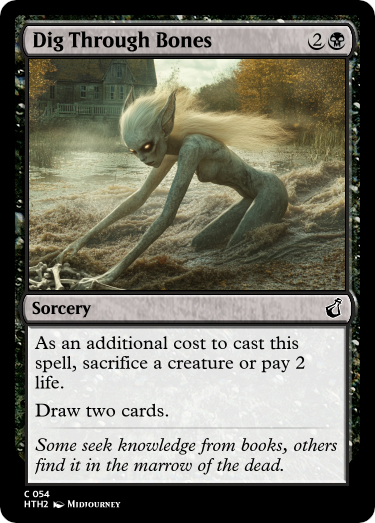 Dig Through Bones 2
Sorcery
As an additional cost to cast this
spell, sacrifice a creature or pay 2
life.
Draw two cards.
Some seek knowledge from books, others
find it in the marrow of the dead.
C 054
HTH2 Midjourney